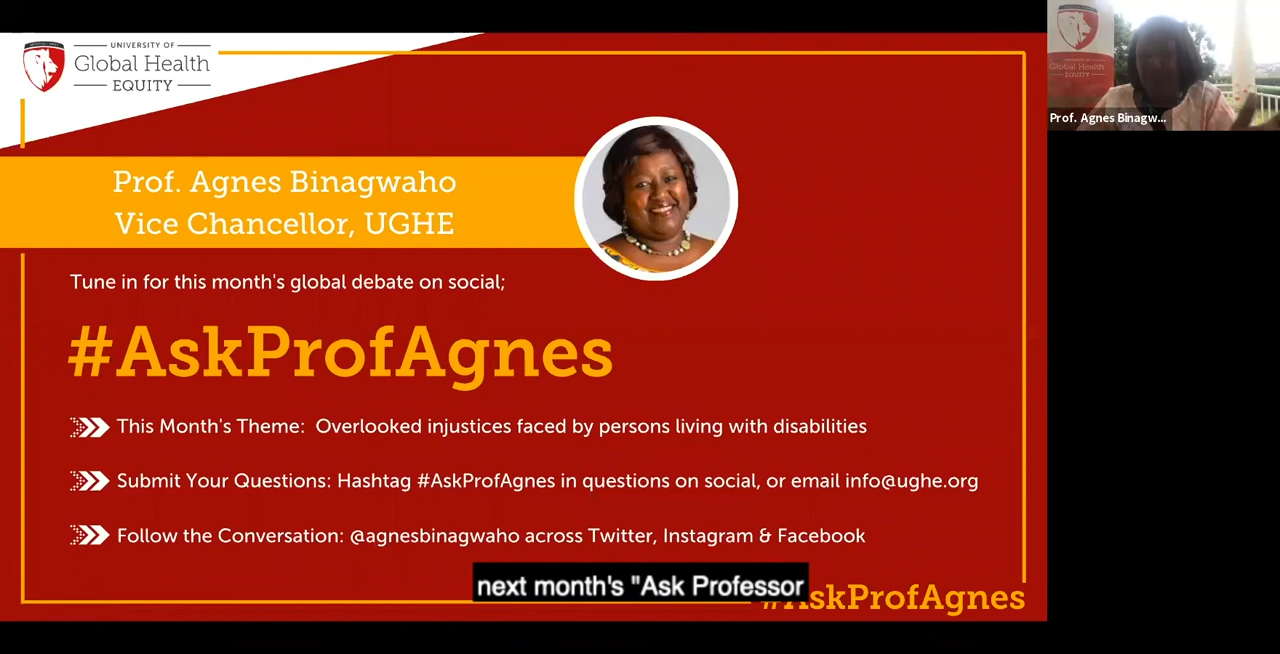 UNIVERSITY OF
Global Health
EQUITY
Prof. Agnes Binagwaho
Vice Chancellor, UGHE
Tune in for this month's global debate on social;
#AskProfAgnes
This Month's Theme: Overlooked injustices faced by persons living with disabilities
Submit Your Questions: Hashtag #AskProfAgnes in questions on social, or email info@ughe.org
Follow the Conversation: @agnesbinagwaho across Twitter, Instagram & Facebook
next month's "Ask Professor
#AskProfAgnes
Global Health
EQUITY
Prof. Agnes Binagw...